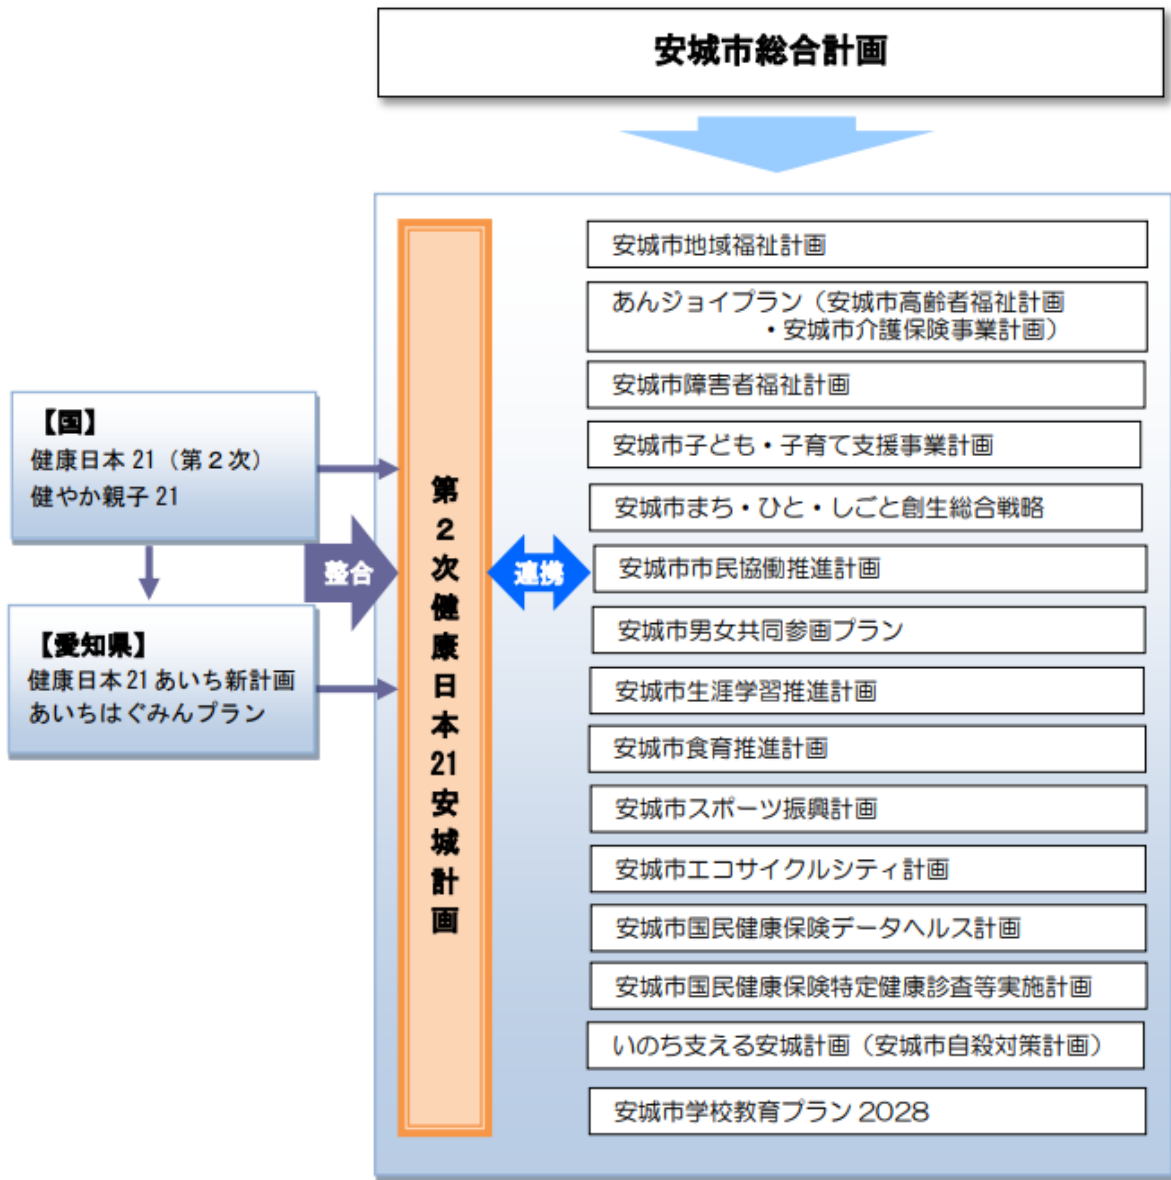 安城市総合計画
【国】
健康日本 21（第２次）
健やか親子 21
【愛知県】
健康日本 21 あいち新計画
あいちはぐみんプラン
整合
第２次健康日本21安城計画
連携
安城市地域福祉計画
あんジョイプラン（安城市高齢者福祉計画
・安城市介護保険事業計画）
安城市障害者福祉計画
安城市子ども・子育て支援事業計画
安城市まち・ひと・しごと創生総合戦略
安城市市民協働推進計画
安城市男女共同参画プラン
安城市生涯学習推進計画
安城市食育推進計画
安城市スポーツ振興計画
安城市エコサイクルシティ計画
安城市国民健康保険データヘルス計画
安城市国民健康保険特定健康診査等実施計画
いのち支える安城計画（安城市自殺対策計画）
安城市学校教育プラン 2028